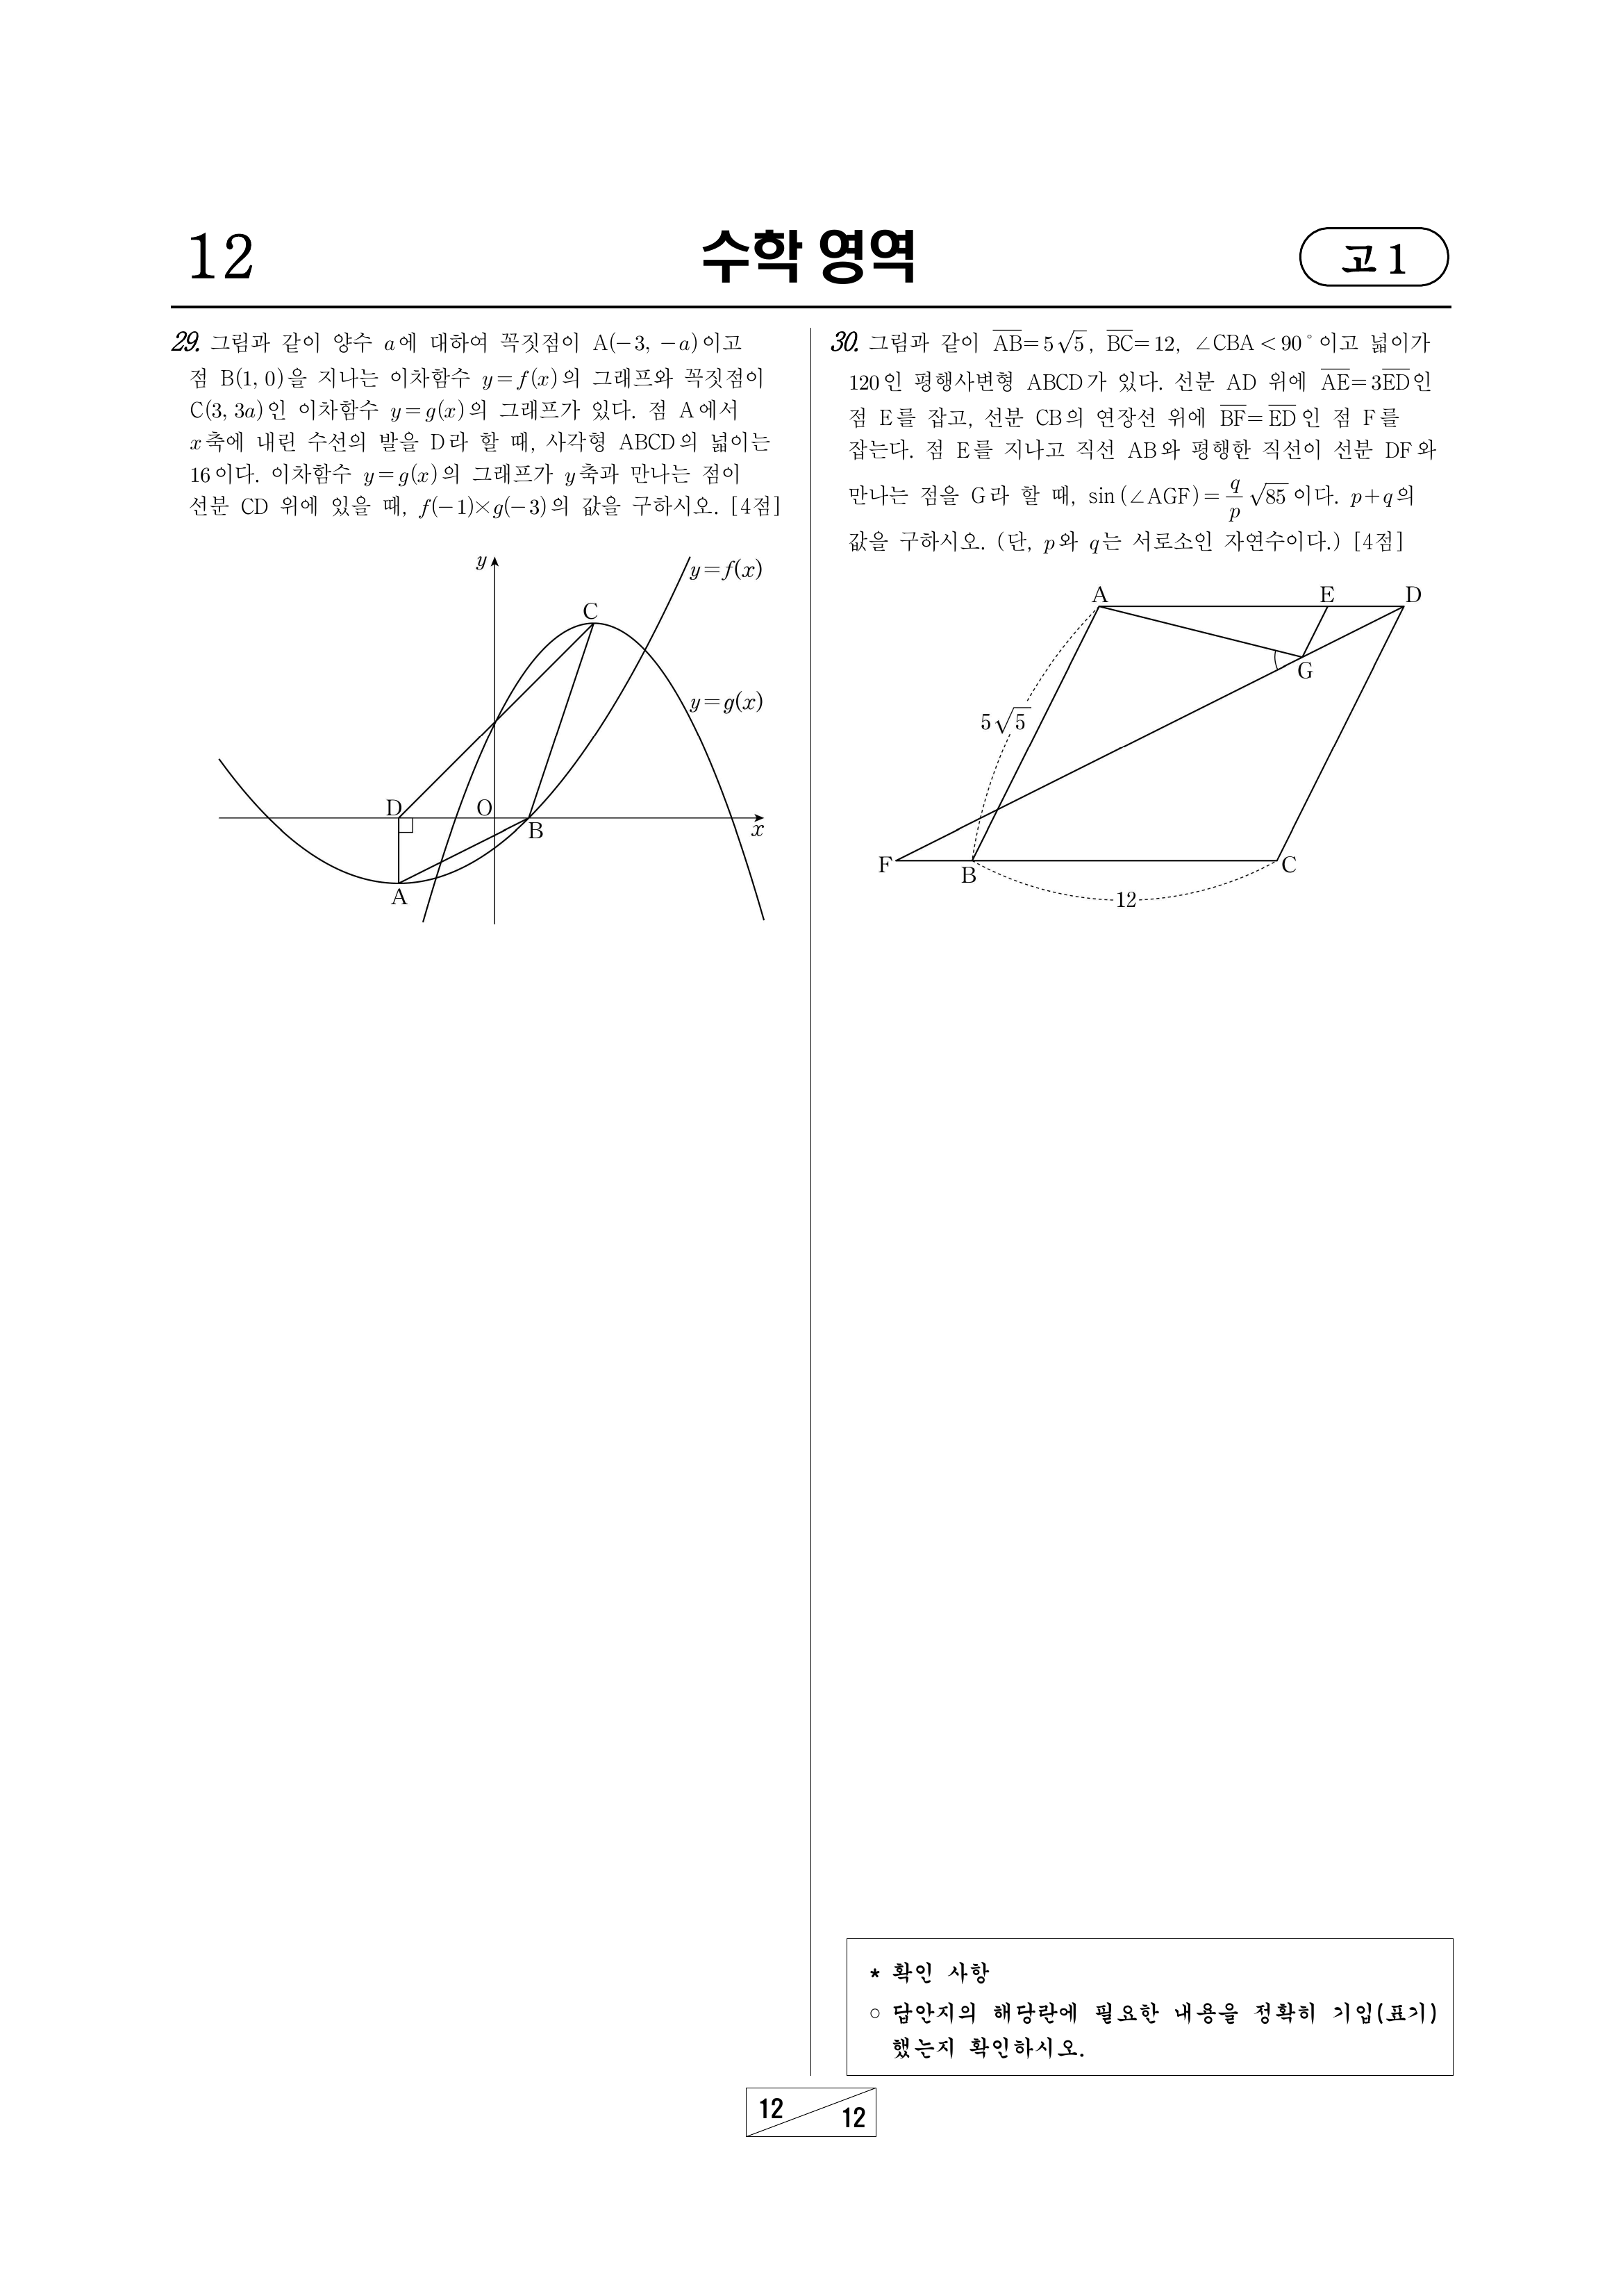 12
수학 영역
고 1
29. 그림과 같이 양수 a에 대하여 꼭짓점이 A(−3, −a)이고
점 B(1, 0)을 지나는 이차함수 y=f(x)의 그래프와 꼭짓점이
C(3, 3a)인 이차함수 y=g(x)의 그래프가 있다. 점 A에서
x축에 내린 수선의 발을 D라 할 때, 사각형 ABCD의 넓이는
16이다. 이차함수 y=g(x)의 그래프가 y축과 만나는 점이
선분 CD 위에 있을 때, f(−1)×g(−3)의 값을 구하시오. [4점]
y
y=f(x)
C
y=g(x)
D
O
B
x
A
30. 그림과 같이 \overline{AB}=5√5, \overline{BC}=12, ∠CBA<90°이고 넓이가
120인 평행사변형 ABCD가 있다. 선분 AD 위에 \overline{AE}=3\overline{ED}인
점 E를 잡고, 선분 CB의 연장선 위에 \overline{BF}=\overline{ED}인 점 F를
잡는다. 점 E를 지나고 직선 AB와 평행한 직선이 선분 DF와
만나는 점을 G라 할 때, sin(∠AGF)=\frac{q}{p}√85이다. p+q의
값을 구하시오. (단, p와 q는 서로소인 자연수이다.) [4점]
A
E
D
G
5√5
F
B
C
12
* 확인 사항
○ 답안지의 해당란에 필요한 내용을 정확히 기입(표기)
했는지 확인하시오.
12
12